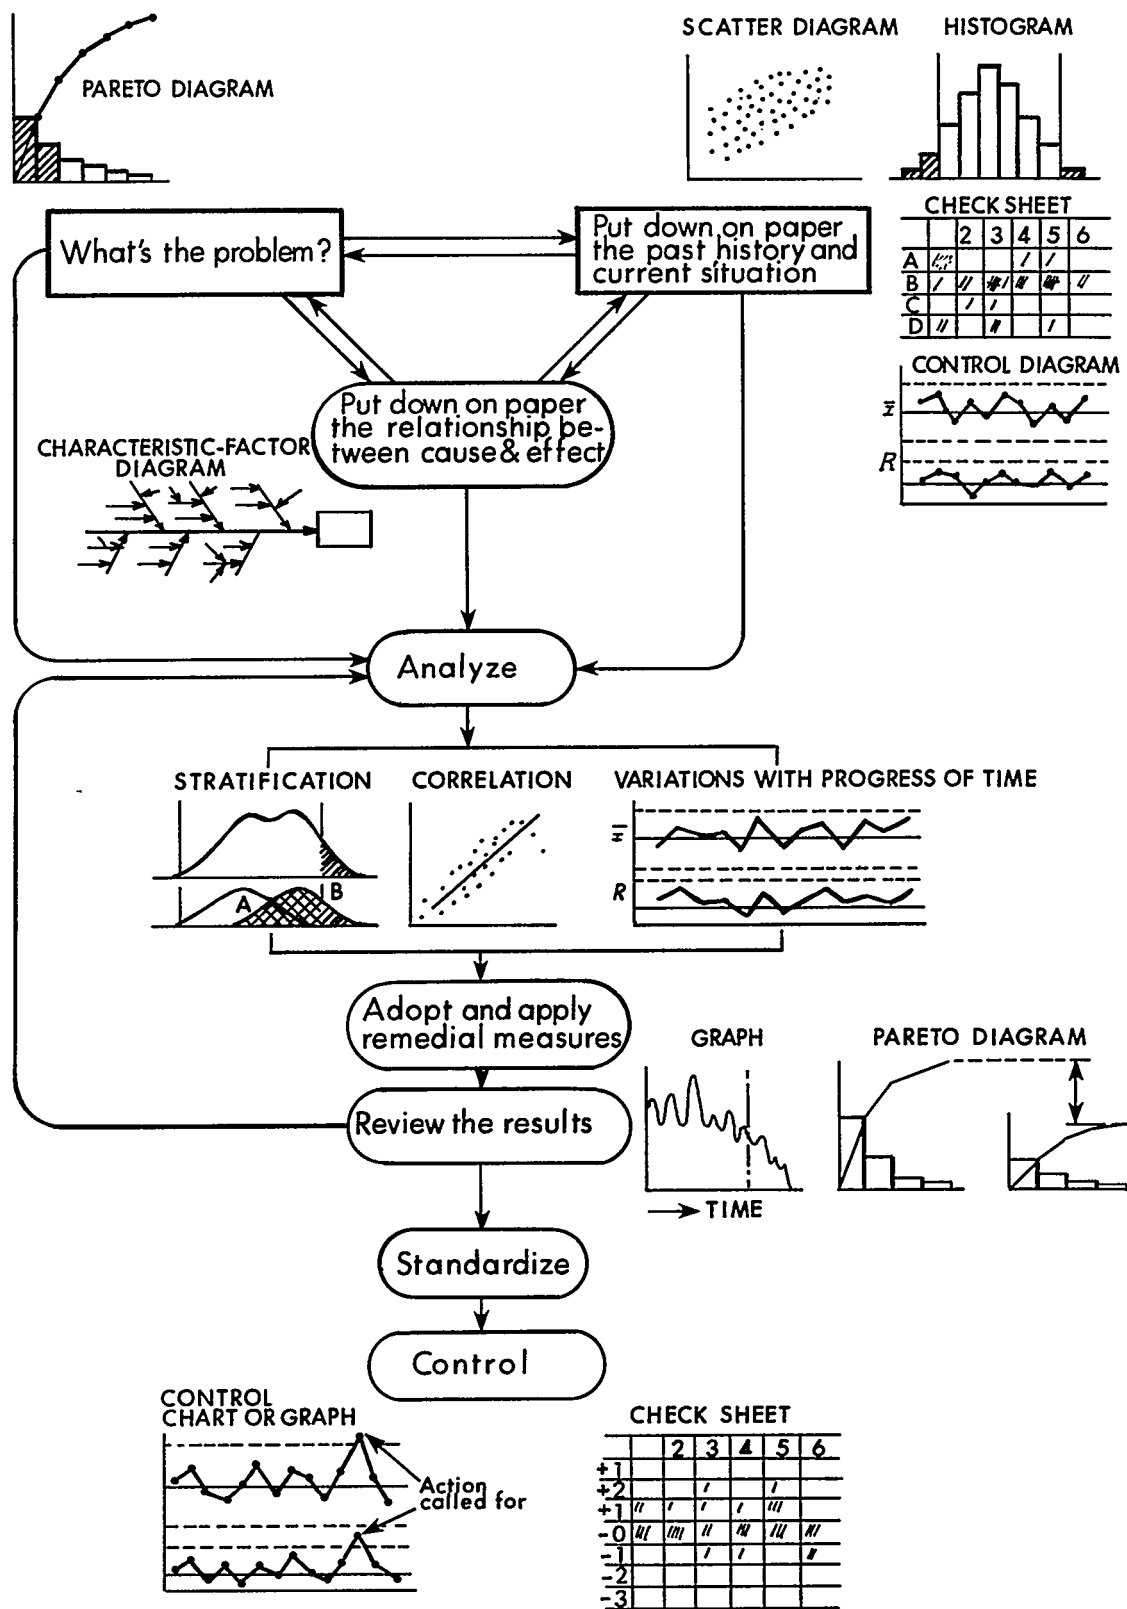 PARETO DIAGRAM
SCATTER DIAGRAM
HISTOGRAM
What's the problem?
Put down on paper
the past history and
current situation
CHECK SHEET
2 3 4 5 6
A
B
C
D
CONTROL DIAGRAM
x̄
R
Put down on paper
the relationship be-
tween cause & effect
CHARACTERISTIC-FACTOR
DIAGRAM
Analyze
STRATIFICATION
A
B
CORRELATION
VARIATIONS WITH PROGRESS OF TIME
x̄
R
Adopt and apply
remedial measures
Review the results
GRAPH
TIME
PARETO DIAGRAM
Standardize
Control
CONTROL
CHART OR GRAPH
Action
called for
CHECK SHEET
2 3 4 5 6
+1
+2
+1
-0
-1
-2
-3